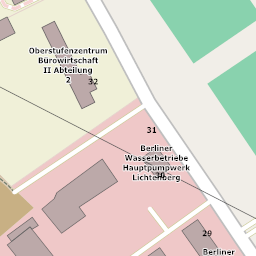 Oberstufenzentrum
Bürowirtschaft
II Abteilung
2
32
31
Berliner
Wasserbetriebe
Hauptpumpwerk
Lichtenberg
30
29
Berliner